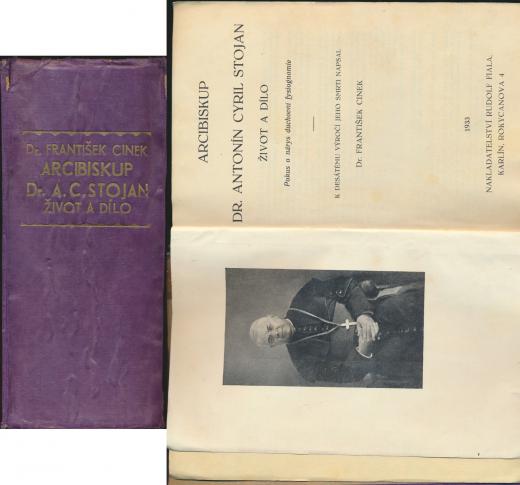 Dr. FRANTIŠEK CINEK
ARCIBISKUP
Dr. A. C. STOJAN
ŽIVOT A DÍLO
ARCIBISKUP
DR. ANTONÍN CYRIL STOJAN
ŽIVOT A DÍLO
Pokus o nárys duchovní fysiognomie
K DESÁTÉMU VÝROČÍ JEHO SMRTI NAPSAL
Dr. FRANTIŠEK CINEK
1933
NAKLADATELSTVÍ RUDOLF FIALA,
KARLÍN, ROKYCANOVA 4